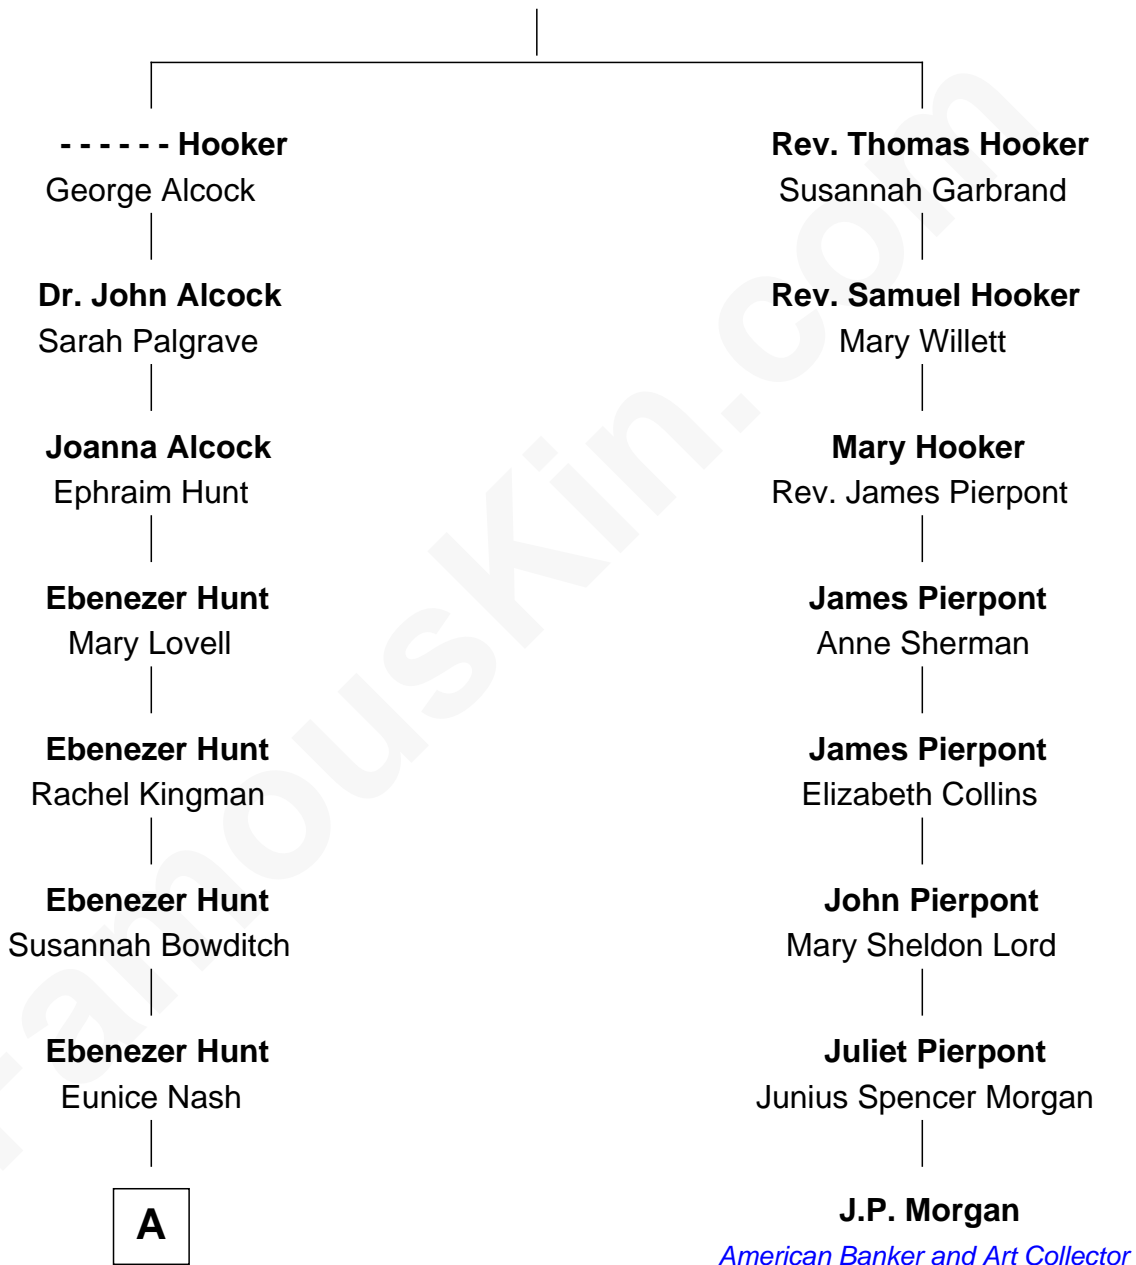 - - - - - - Hooker
George Alcock
Dr. John Alcock
Sarah Palgrave
Joanna Alcock
Ephraim Hunt
Ebenezer Hunt
Mary Lovell
Ebenezer Hunt
Rachel Kingman
Ebenezer Hunt
Susannah Bowditch
Ebenezer Hunt
Eunice Nash
A
Rev. Thomas Hooker
Susannah Garbrand
Rev. Samuel Hooker
Mary Willett
Mary Hooker
Rev. James Pierpont
James Pierpont
Anne Sherman
James Pierpont
Elizabeth Collins
John Pierpont
Mary Sheldon Lord
Juliet Pierpont
Junius Spencer Morgan
J.P. Morgan
American Banker and Art Collector
FamousKin.com